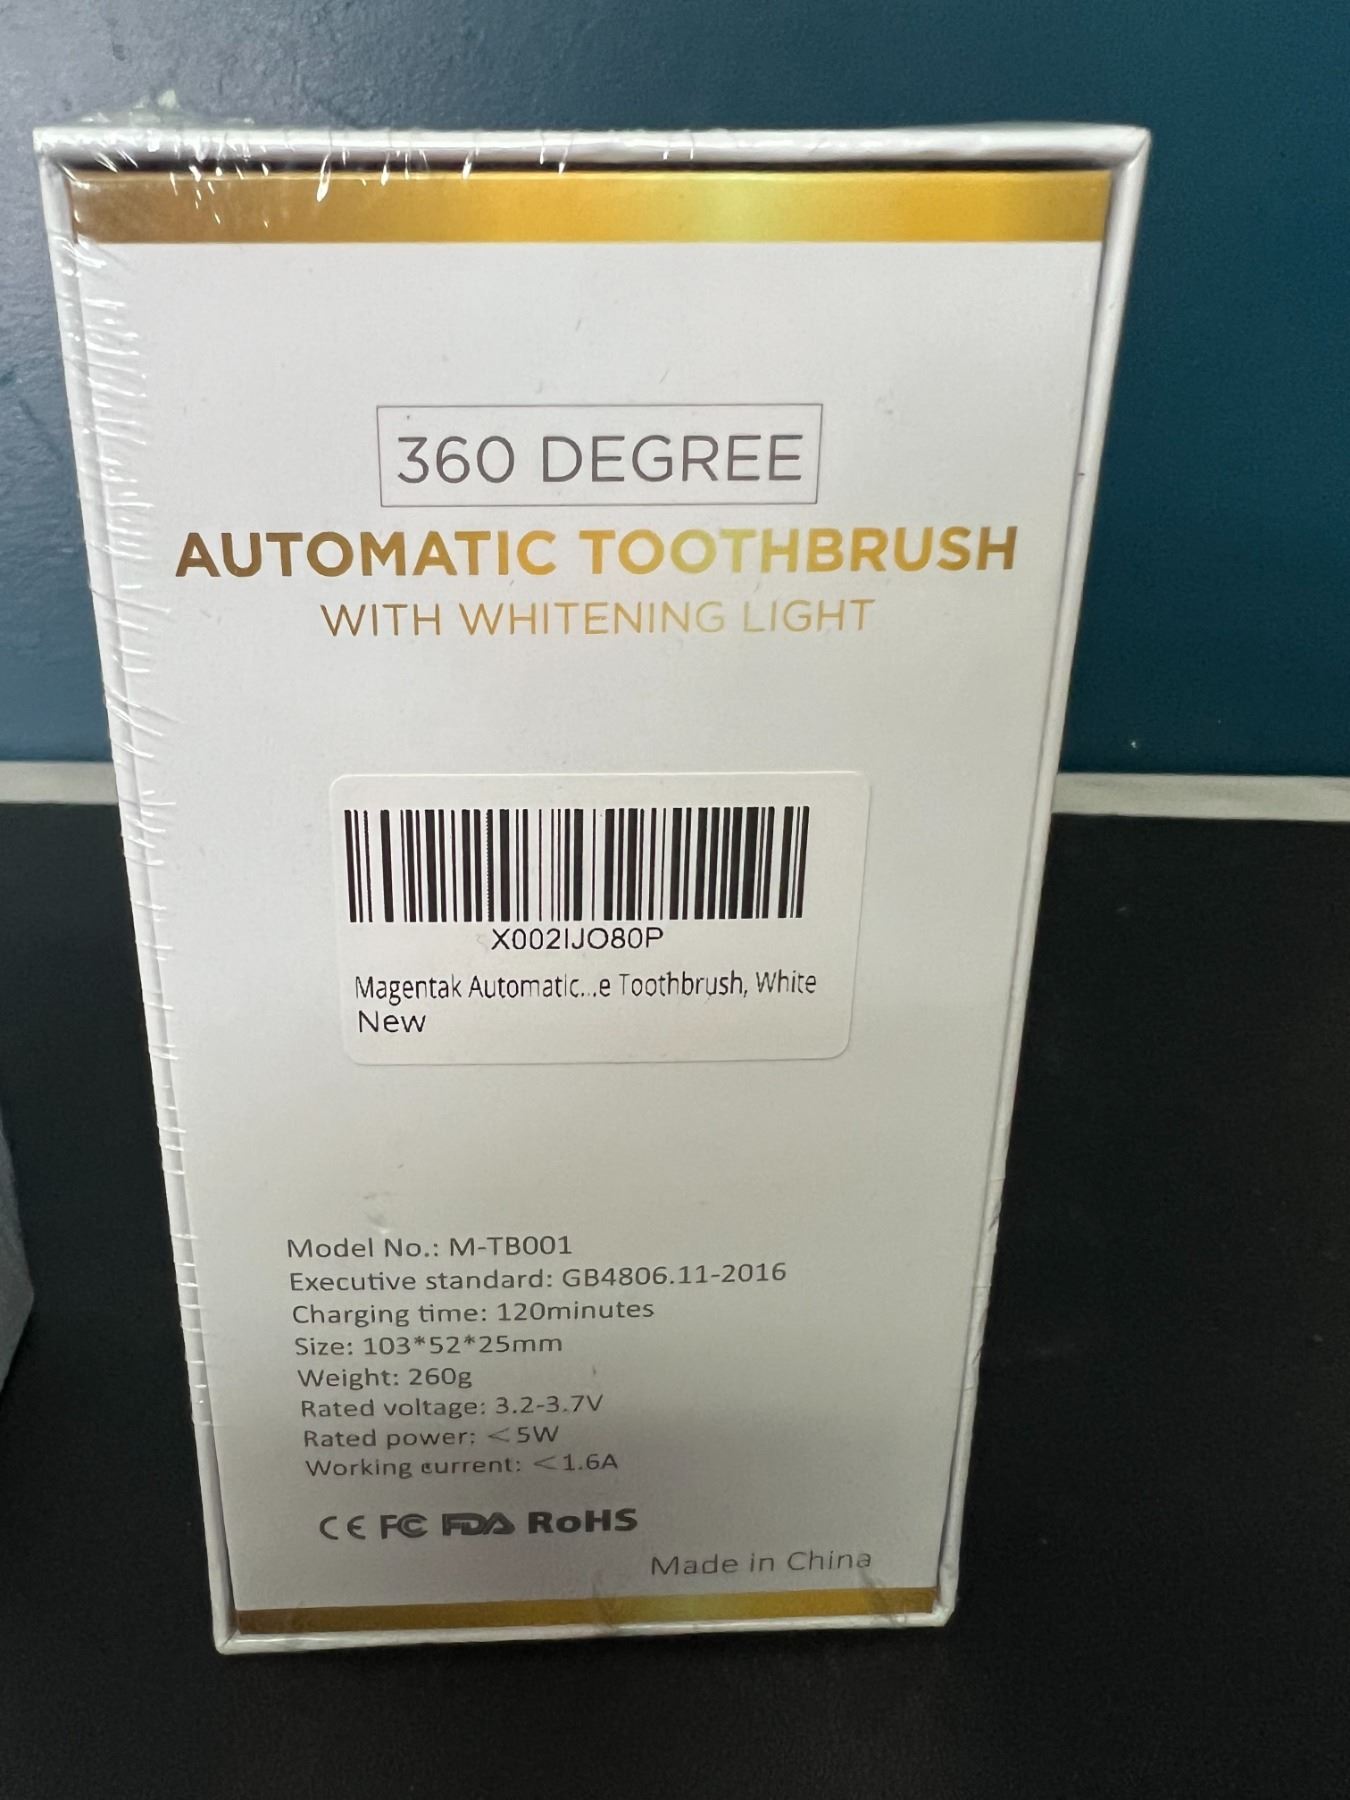 360 DEGREE
AUTOMATIC TOOTHBRUSH
WITH WHITENING LIGHT
X002IJO80P
Magentak Automatic...e Toothbrush, White
New
Model No.: M-TB001
Executive standard: GB4806.11-2016
Charging time: 120minutes
Size: 103*52*25mm
Weight: 260g
Rated voltage: 3.2-3.7V
Rated power: <5W
Working current: <1.6A
CE FC FDA RoHS
Made in China